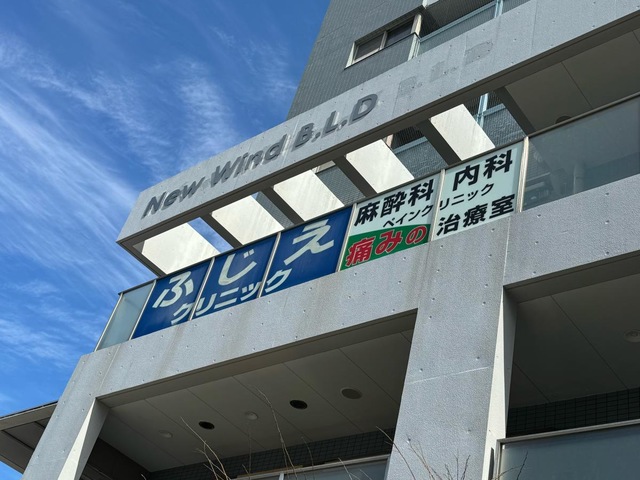 New Wind B.L.D
ふじえ
クリニック
麻酔科 内科
ペインクリニック
痛みの治療室